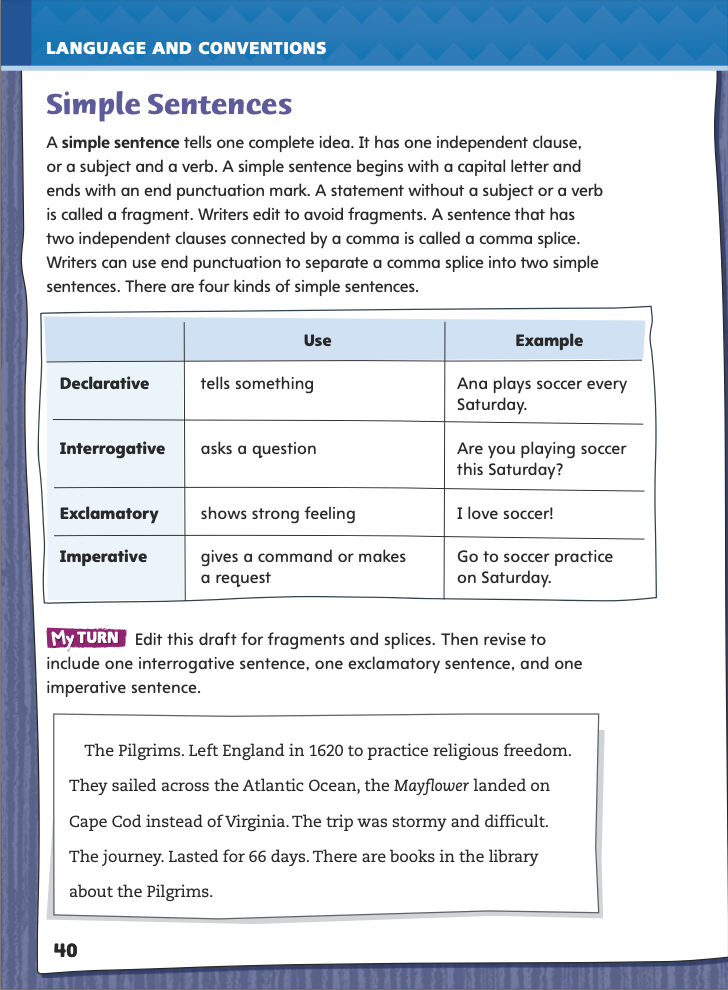 LANGUAGE AND CONVENTIONS
Simple Sentences
A simple sentence tells one complete idea. It has one independent clause,
or a subject and a verb. A simple sentence begins with a capital letter and
ends with an end punctuation mark. A statement without a subject or a verb
is called a fragment. Writers edit to avoid fragments. A sentence that has
two independent clauses connected by a comma is called a comma splice.
Writers can use end punctuation to separate a comma splice into two simple
sentences. There are four kinds of simple sentences.
Use Example
Declarative tells something Ana plays soccer every
Saturday.
Interrogative asks a question Are you playing soccer
this Saturday?
Exclamatory shows strong feeling I love soccer!
Imperative gives a command or makes Go to soccer practice
a request on Saturday.
My TURN Edit this draft for fragments and splices. Then revise to
include one interrogative sentence, one exclamatory sentence, and one
imperative sentence.
The Pilgrims. Left England in 1620 to practice religious freedom.
They sailed across the Atlantic Ocean, the Mayflower landed on
Cape Cod instead of Virginia. The trip was stormy and difficult.
The journey. Lasted for 66 days. There are books in the library
about the Pilgrims.
40